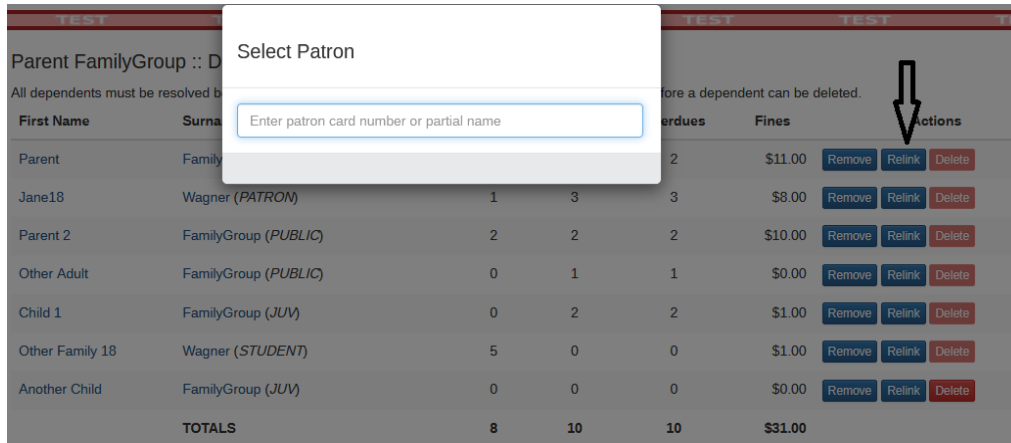 TEST TEST TEST
Select Patron
Parent FamilyGroup :: D
All dependents must be resolved b fore a dependent can be deleted.
Enter patron card number or partial name
First Name Surna erdues Fines Actions
Parent Family 2 $11.00 Remove Relink Delete
Jane18 Wagner (PATRON) 1 3 3 $8.00 Remove Relink Delete
Parent 2 FamilyGroup (PUBLIC) 2 2 2 $10.00 Remove Relink Delete
Other Adult FamilyGroup (PUBLIC) 0 1 1 $0.00 Remove Relink Delete
Child 1 FamilyGroup (JUV) 0 2 2 $1.00 Remove Relink Delete
Other Family 18 Wagner (STUDENT) 5 0 0 $1.00 Remove Relink Delete
Another Child FamilyGroup (JUV) 0 0 0 $0.00 Remove Relink Delete
TOTALS 8 10 10 $31.00